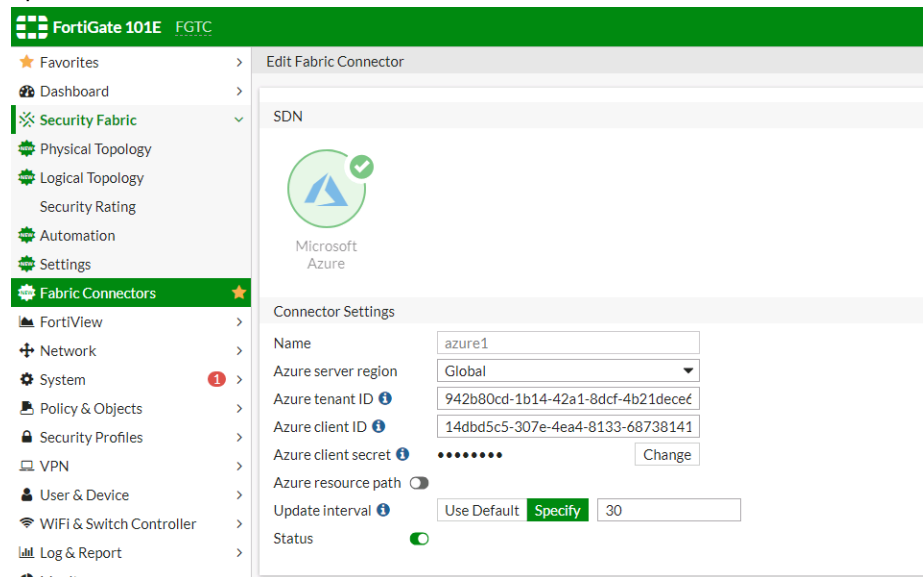 FortiGate 101E FGTC
Favorites
Dashboard
Security Fabric
Physical Topology
Logical Topology
Security Rating
Automation
Settings
Fabric Connectors
FortiView
Network
System 1
Policy & Objects
Security Profiles
VPN
User & Device
WiFi & Switch Controller
Log & Report
Edit Fabric Connector
SDN
Microsoft
Azure
Connector Settings
Name azure1
Azure server region Global
Azure tenant ID 942b80cd-1b14-42a1-8dcf-4b21dece6
Azure client ID 14dbd5c5-307e-4ea4-8133-68738141
Azure client secret •••••••• Change
Azure resource path
Update interval Use Default Specify 30
Status